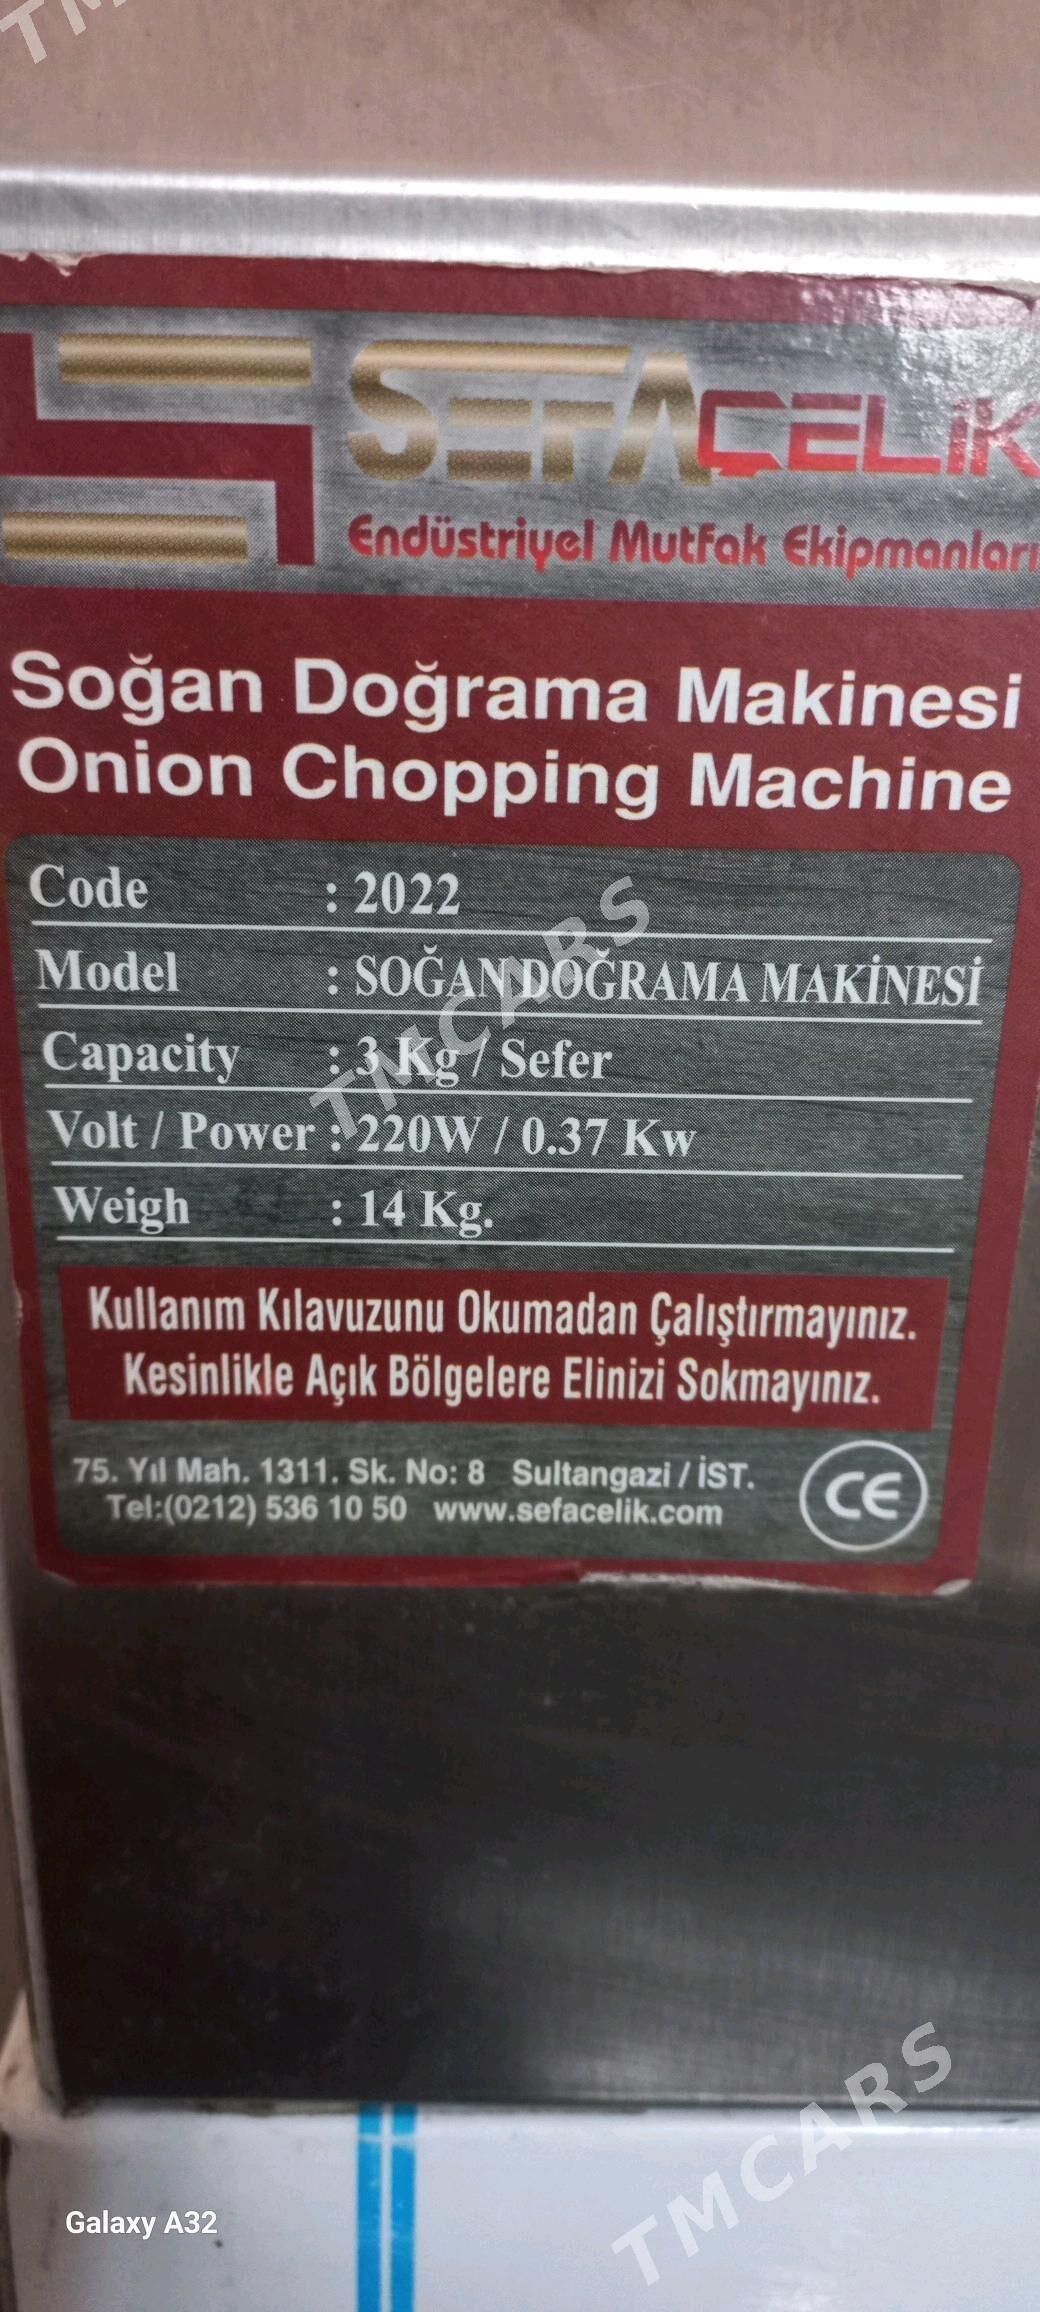 TM
SEFAÇELİK
Endüstriyel Mutfak Ekipmanları
Soğan Doğrama Makinesi
Onion Chopping Machine
Code : 2022
Model : SOĞAN DOĞRAMA MAKİNESİ
Capacity : 3 Kg / Sefer
Volt / Power : 220W / 0.37 Kw
Weigh : 14 Kg.
TMCARS
Kullanım Kılavuzunu Okumadan Çalıştırmayınız.
Kesinlikle Açık Bölgelere Elinizi Sokmayınız.
75. Yıl Mah. 1311. Sk. No: 8 Sultangazi / İST.
Tel:(0212) 536 10 50 www.sefacelik.com
CE
Galaxy A32
TMCARS